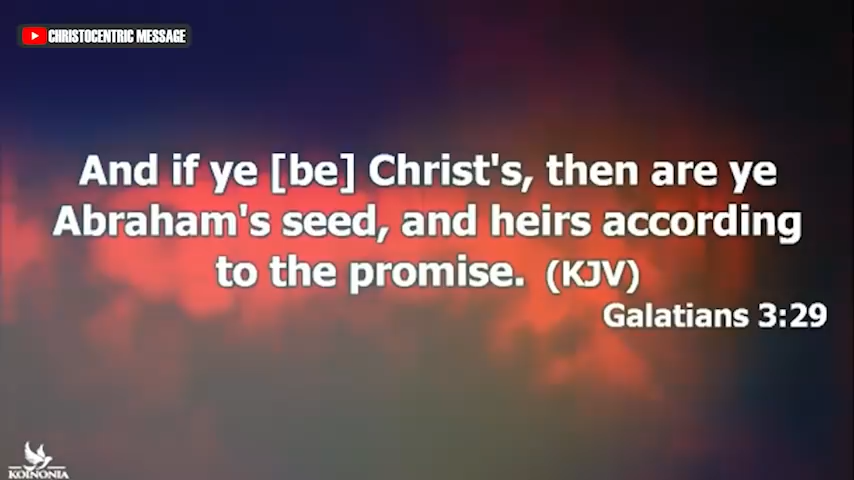 CHRISTOCENTRIC MESSAGE
And if ye [be] Christ's, then are ye
Abraham's seed, and heirs according
to the promise. (KJV)
Galatians 3:29
KOINONIA